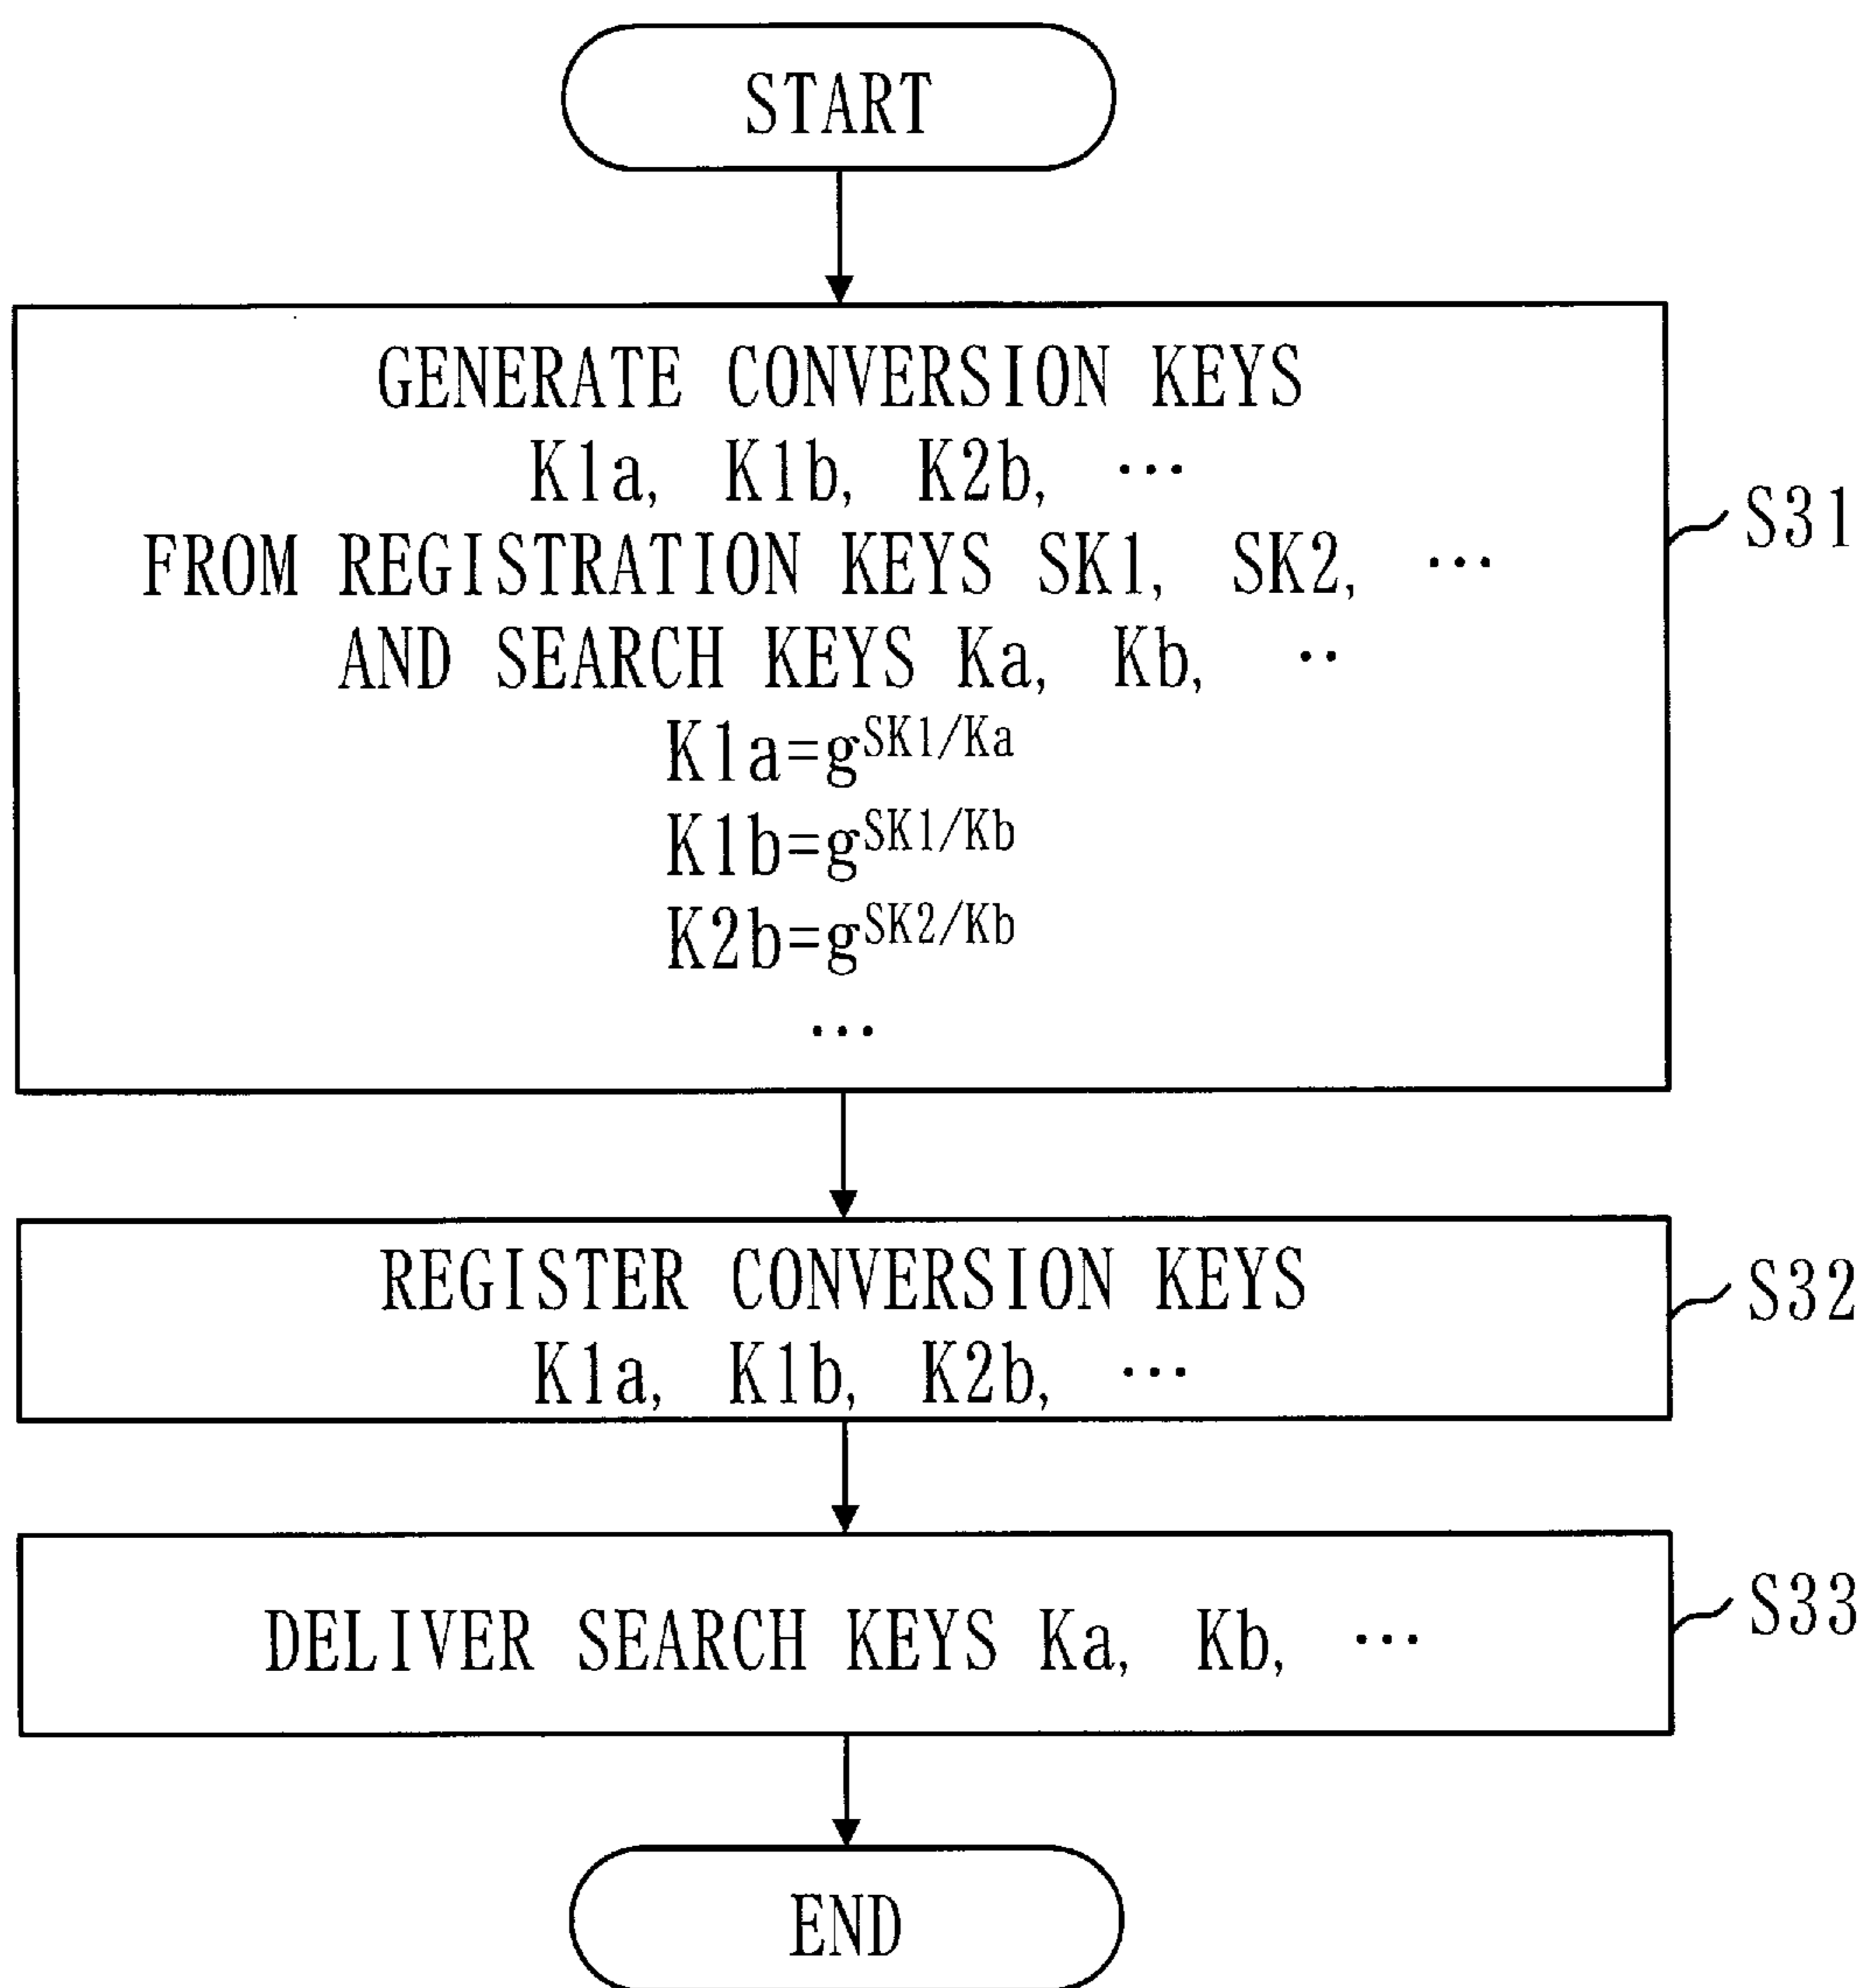 START
GENERATE CONVERSION KEYS
K1a, K1b, K2b, ···
FROM REGISTRATION KEYS SK1, SK2, ···
AND SEARCH KEYS Ka, Kb, ··
K1a=g^SK1/Ka
K1b=g^SK1/Kb
K2b=g^SK2/Kb
···
S31
REGISTER CONVERSION KEYS
K1a, K1b, K2b, ···
S32
DELIVER SEARCH KEYS Ka, Kb, ···
S33
END